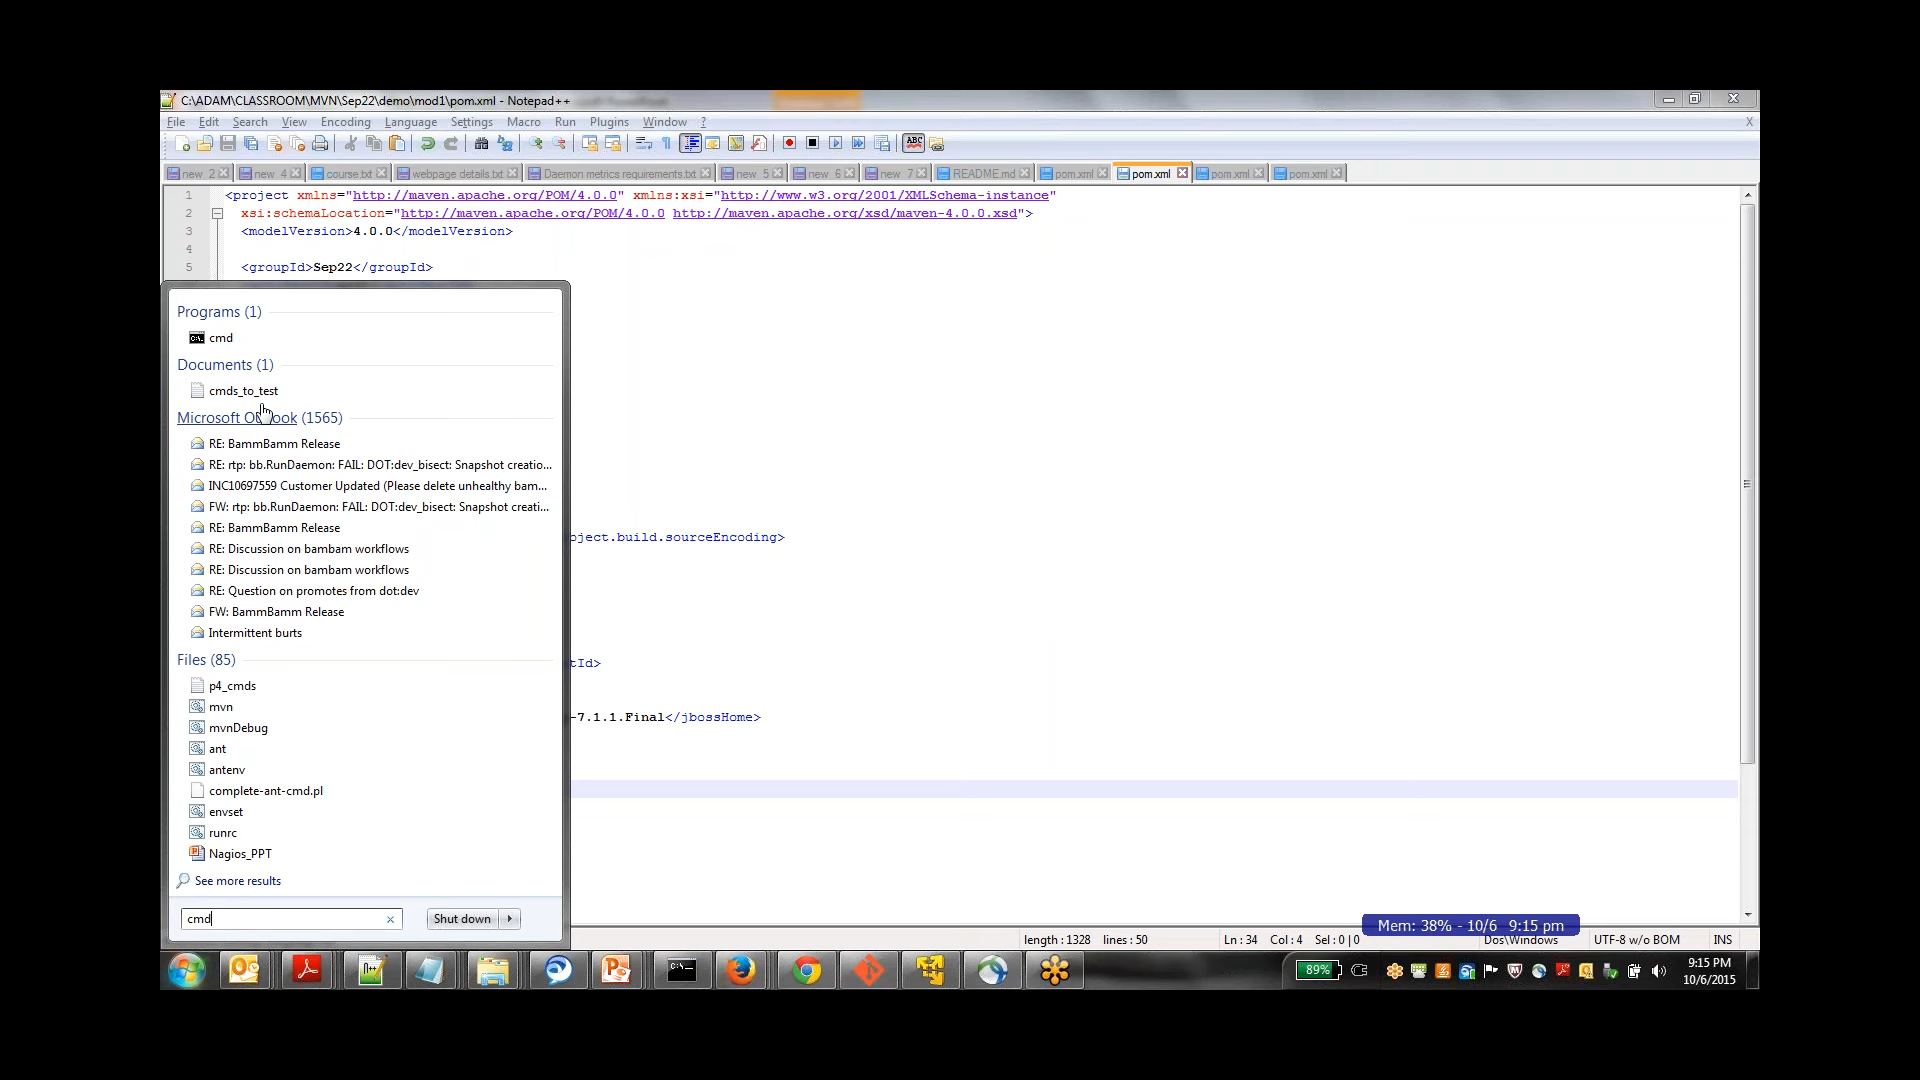 C:\ADAM\CLASSROOM\MVN\Sep22\demo\mod1\pom.xml - Notepad++
File Edit Search View Encoding Language Settings Macro Run Plugins Window ? X
new 2 new 4 course.txt webpage details.txt Daemon metrics requirements.txt new 5 new 6 new 7 README.md pom.xml pom.xml pom.xml pom.xml
1 <project xmlns="http://maven.apache.org/POM/4.0.0" xmlns:xsi="http://www.w3.org/2001/XMLSchema-instance"
2 xsi:schemaLocation="http://maven.apache.org/POM/4.0.0 http://maven.apache.org/xsd/maven-4.0.0.xsd">
3 <modelVersion>4.0.0</modelVersion>
4
5 <groupId>Sep22</groupId>
Programs (1)
cmd
Documents (1)
cmds_to_test
Microsoft Outlook (1565)
RE: BammBamm Release
RE: rtp: bb.RunDaemon: FAIL: DOT:dev_bisect: Snapshot creatio...
INC10697559 Customer Updated (Please delete unhealthy bam...
FW: rtp: bb.RunDaemon: FAIL: DOT:dev_bisect: Snapshot creati...
RE: BammBamm Release
oject.build.sourceEncoding>
RE: Discussion on bambam workflows
RE: Discussion on bambam workflows
RE: Question on promotes from dot:dev
FW: BammBamm Release
Intermittent burts
Files (85)
tId>
p4_cmds
mvn
-7.1.1.Final</jbossHome>
mvnDebug
ant
antenv
complete-ant-cmd.pl
envset
runrc
Nagios_PPT
See more results
cmd
Shut down
Mem: 38% - 10/6 9:15 pm
length : 1328 lines : 50 Ln : 34 Col : 4 Sel : 0 | 0 Dos\Windows UTF-8 w/o BOM INS
89%
9:15 PM
10/6/2015